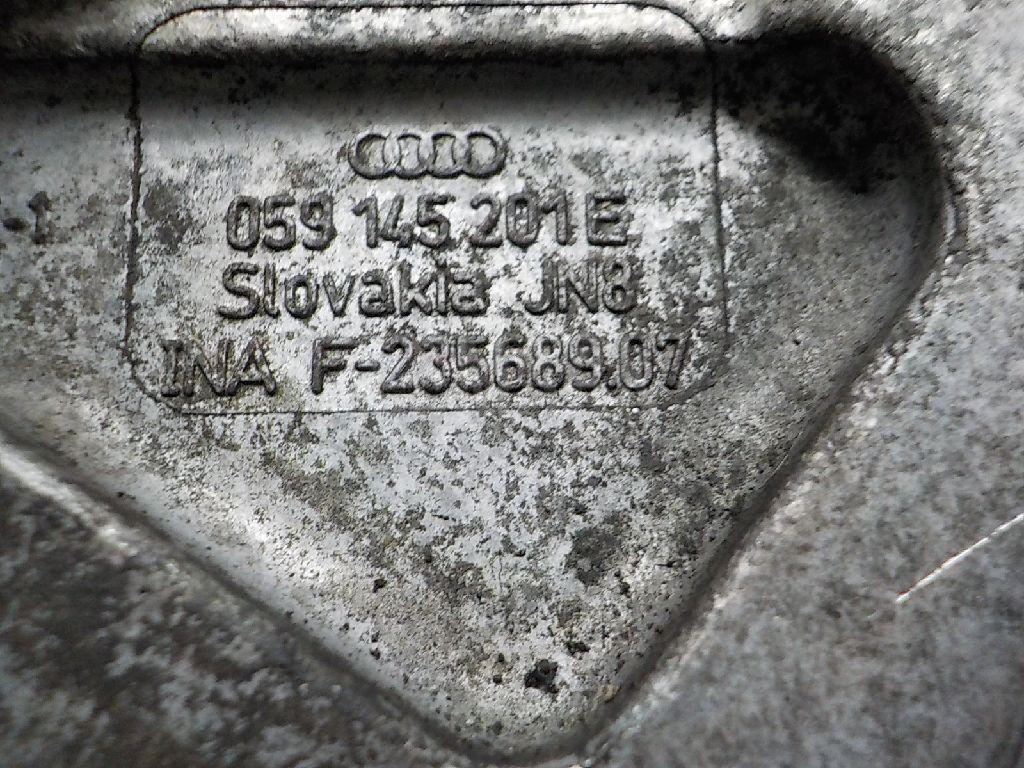 059 145 201 E
Slovakia JN8
INA F-235689.07